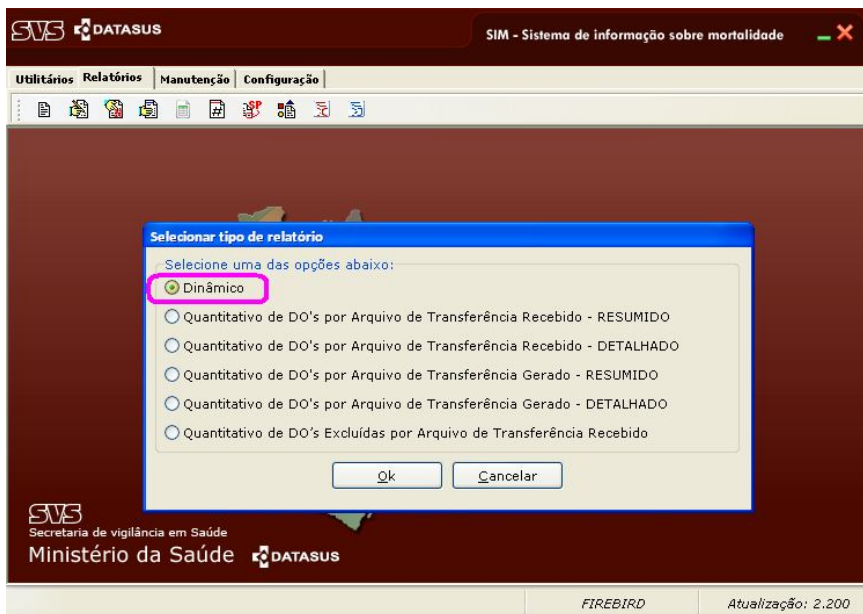 SVS DATASUS
SIM - Sistema de informação sobre mortalidade
Utilitários Relatórios Manutenção Configuração
Selecionar tipo de relatório
Selecione uma das opções abaixo:
Dinâmico
Quantitativo de DO's por Arquivo de Transferência Recebido - RESUMIDO
Quantitativo de DO's por Arquivo de Transferência Recebido - DETALHADO
Quantitativo de DO's por Arquivo de Transferência Gerado - RESUMIDO
Quantitativo de DO's por Arquivo de Transferência Gerado - DETALHADO
Quantitativo de DO's Excluídas por Arquivo de Transferência Recebido
Ok Cancelar
SVS
Secretaria de vigilância em Saúde
Ministério da Saúde DATASUS
FIREBIRD Atualização: 2.200